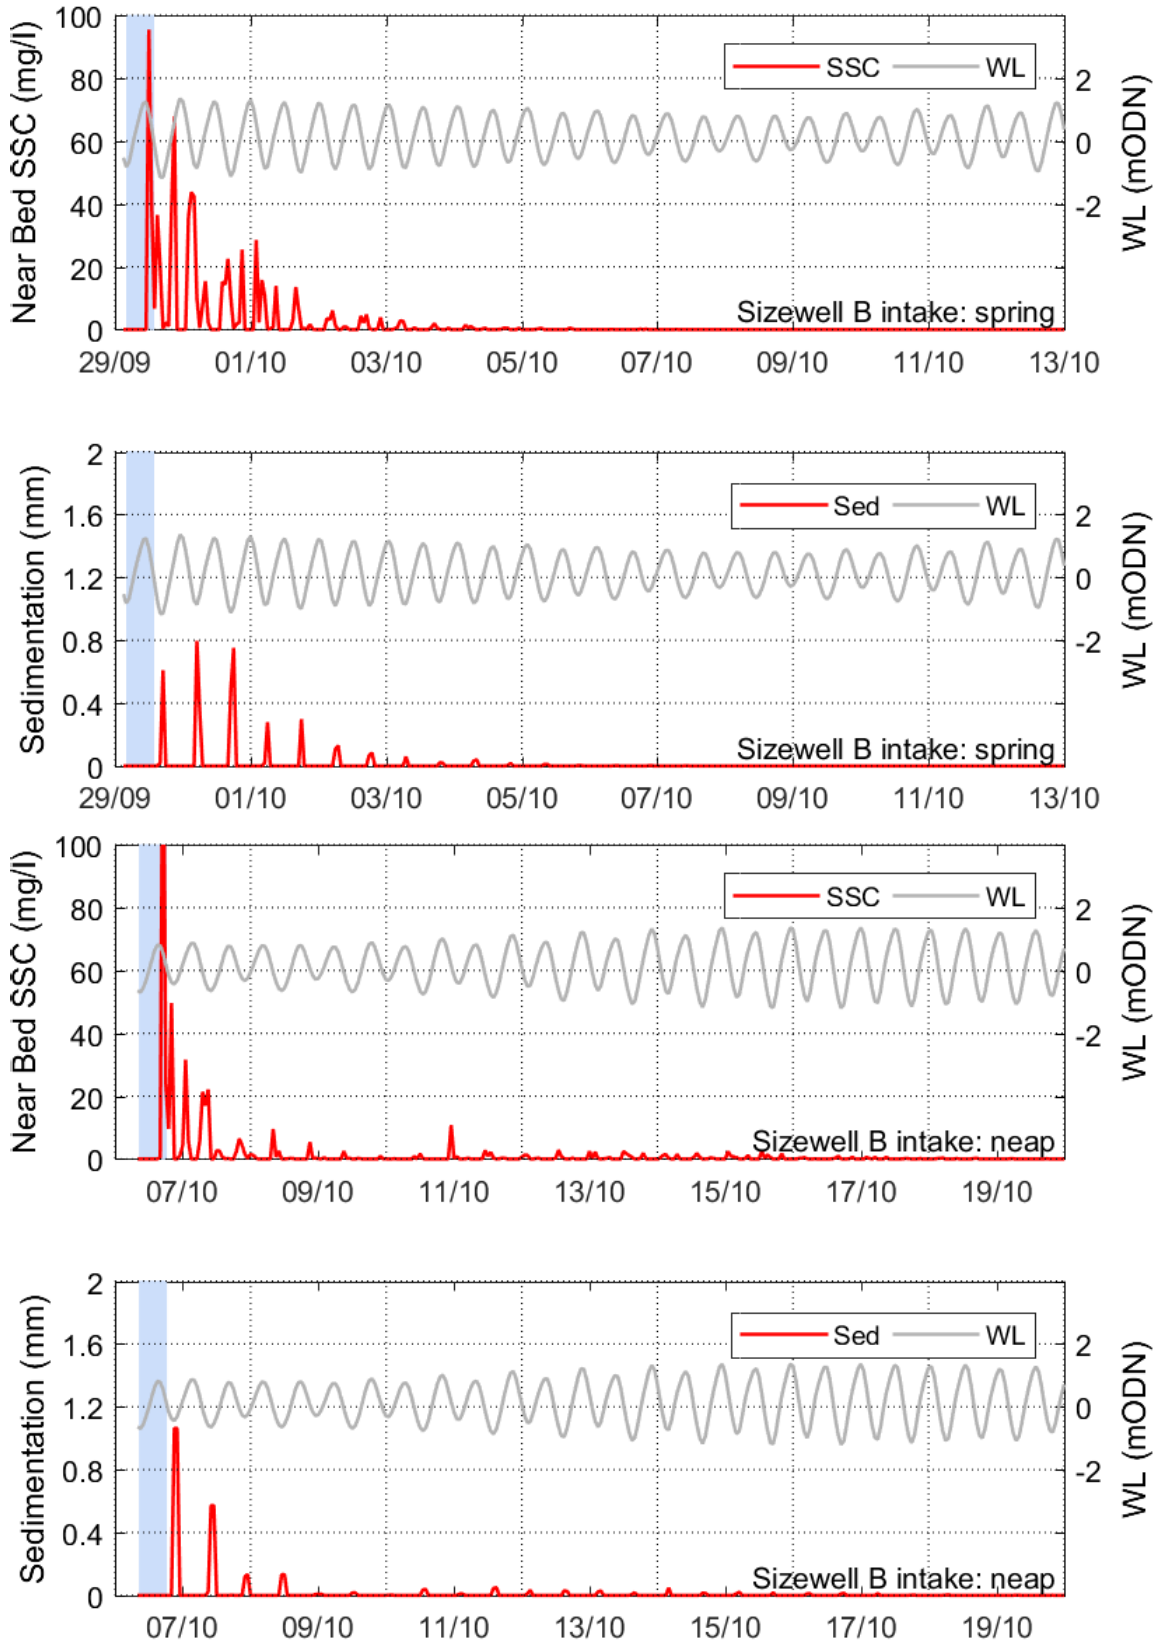 100
80
60
40
20
0
Near Bed SSC (mg/l)
SSC WL
2
0
-2
WL (mODN)
Sizewell B intake: spring
29/09 01/10 03/10 05/10 07/10 09/10 11/10 13/10
2
1.6
1.2
0.8
0.4
0
Sedimentation (mm)
Sed WL
2
0
-2
WL (mODN)
Sizewell B intake: spring
29/09 01/10 03/10 05/10 07/10 09/10 11/10 13/10
100
80
60
40
20
0
Near Bed SSC (mg/l)
SSC WL
2
0
-2
WL (mODN)
Sizewell B intake: neap
07/10 09/10 11/10 13/10 15/10 17/10 19/10
2
1.6
1.2
0.8
0.4
0
Sedimentation (mm)
Sed WL
2
0
-2
WL (mODN)
Sizewell B intake: neap
07/10 09/10 11/10 13/10 15/10 17/10 19/10